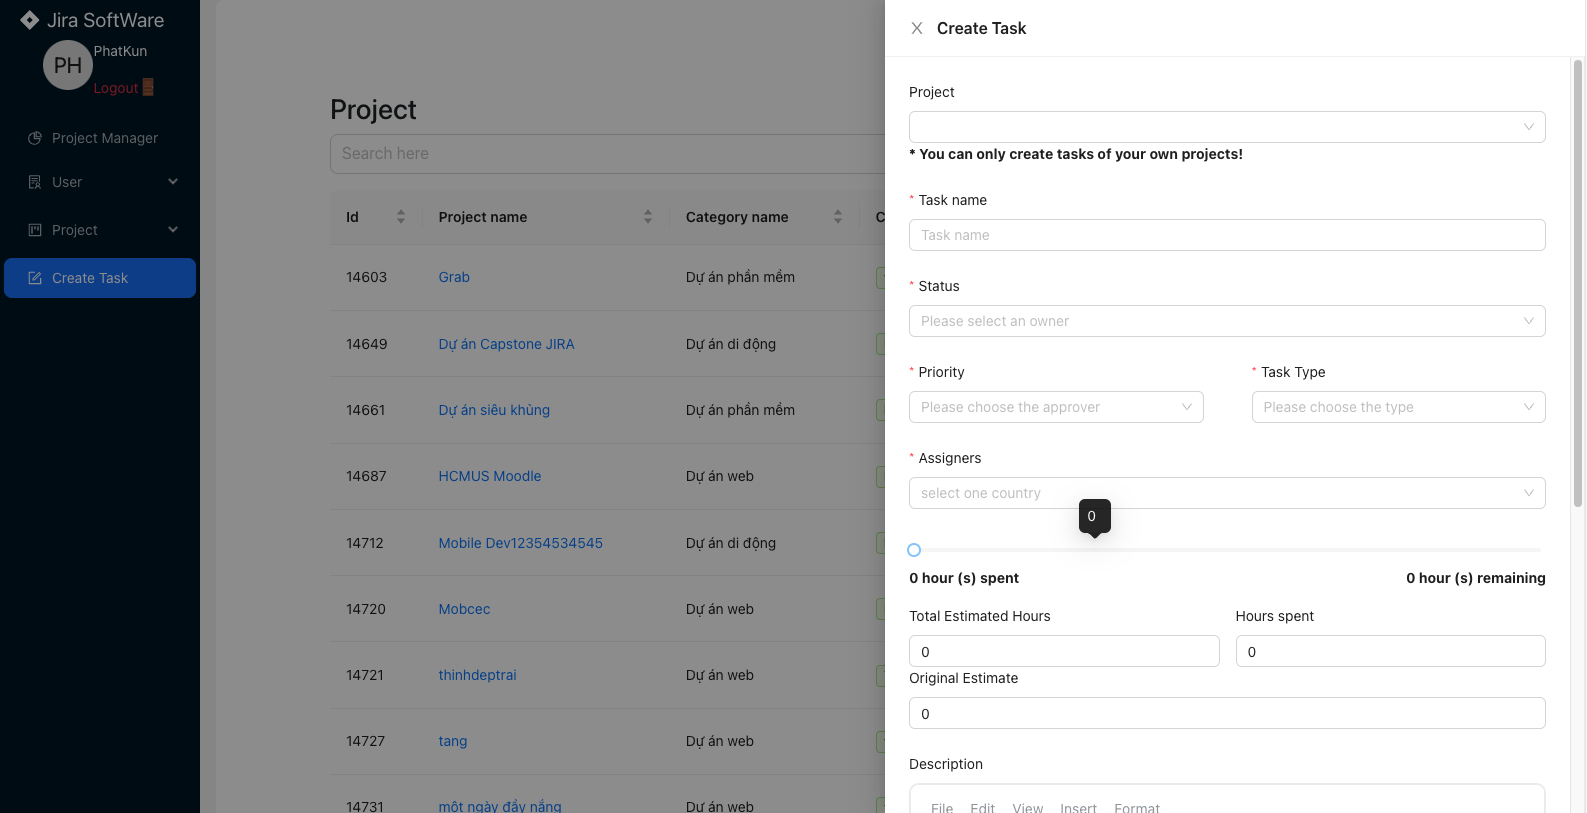 Jira SoftWare
PH
PhatKun
Logout
Project Manager
User
Project
Create Task
Project
Search here
Id Project name Category name C
14603 Grab Dự án phần mềm
14649 Dự án Capstone JIRA Dự án di động
14661 Dự án siêu khủng Dự án phần mềm
14687 HCMUS Moodle Dự án web
14712 Mobile Dev12354534545 Dự án di động
14720 Mobcec Dự án web
14721 thinhdeptrai Dự án web
14727 tang Dự án web
14731 một ngày đầy nắng Dự án web
Create Task
Project
* You can only create tasks of your own projects!
* Task name
Task name
* Status
Please select an owner
* Priority * Task Type
Please choose the approver Please choose the type
* Assigners
select one country
0
0 hour (s) spent 0 hour (s) remaining
Total Estimated Hours Hours spent
0 0
Original Estimate
0
Description
File Edit View Insert Format